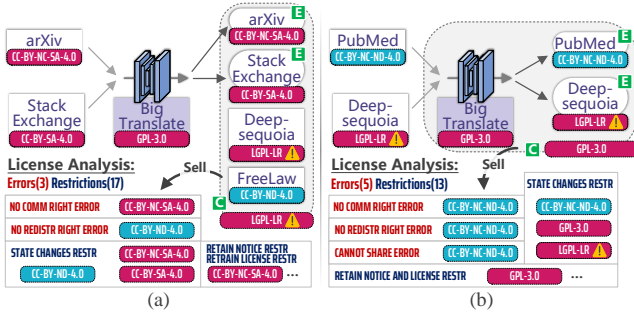 arXiv
CC-BY-NC-SA-4.0
Stack
Exchange
CC-BY-SA-4.0
Big
Translate
GPL-3.0
arXiv
E
CC-BY-NC-SA-4.0
Stack
Exchange
E
CC-BY-SA-4.0
Deep-
sequoia
LGPL-LR
FreeLaw
CC-BY-ND-4.0
C
LGPL-LR
Sell
License Analysis:
Errors(3) Restrictions(17)
NO COMM RIGHT ERROR
CC-BY-NC-SA-4.0
NO REDISTR RIGHT ERROR
CC-BY-ND-4.0
STATE CHANGES RESTR
CC-BY-NC-SA-4.0
CC-BY-ND-4.0
CC-BY-SA-4.0
RETAIN NOTICE RESTR
RETRAIN LICENSE RESTR
CC-BY-NC-SA-4.0 ...
(a)
PubMed
CC-BY-NC-ND-4.0
Deep-
sequoia
LGPL-LR
Big
Translate
GPL-3.0
PubMed
E
CC-BY-NC-ND-4.0
Deep-
sequoia
E
LGPL-LR
C
GPL-3.0
Sell
License Analysis:
Errors(5) Restrictions(13)
NO COMM RIGHT ERROR
CC-BY-NC-ND-4.0
NO REDISTR RIGHT ERROR
CC-BY-NC-ND-4.0
CANNOT SHARE ERROR
CC-BY-NC-ND-4.0
STATE CHANGES RESTR
CC-BY-NC-ND-4.0
GPL-3.0
LGPL-LR
RETAIN NOTICE AND LICENSE RESTR
GPL-3.0 ...
(b)